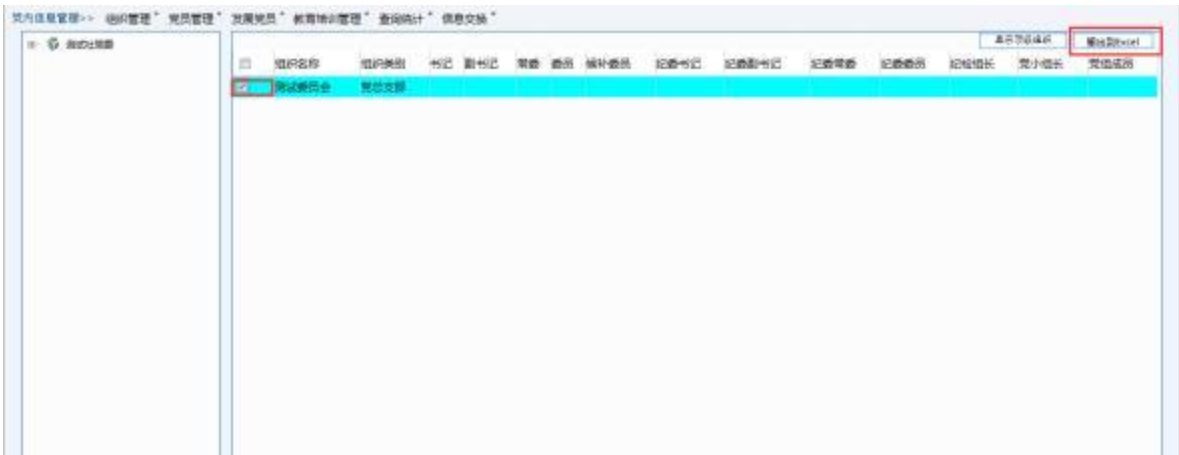 党内信息管理>> 组织管理 党员管理 发展党员 教育培训管理 查询统计 信息交换
显示顶级组织 输出到Excel
组织名称 组织类别 书记 副书记 常委 委员 候补委员 纪委书记 纪委副书记 纪委常委 纪委委员 纪检组长 党小组长 党组成员
测试委员会 党总支部